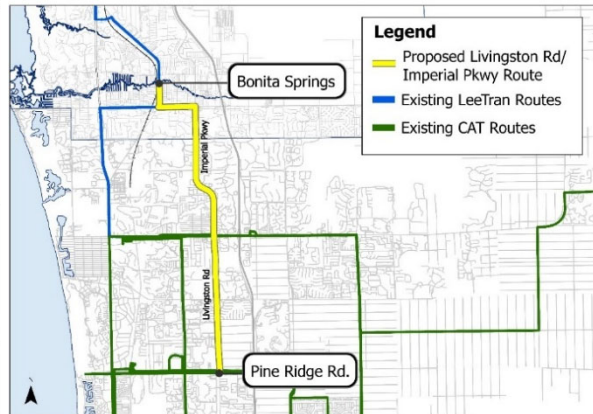 Legend
Proposed Livingston Rd/
Imperial Pkwy Route
Existing LeeTran Routes
Existing CAT Routes
Bonita Springs
Imperial Pkwy
Livingston Rd
Pine Ridge Rd.